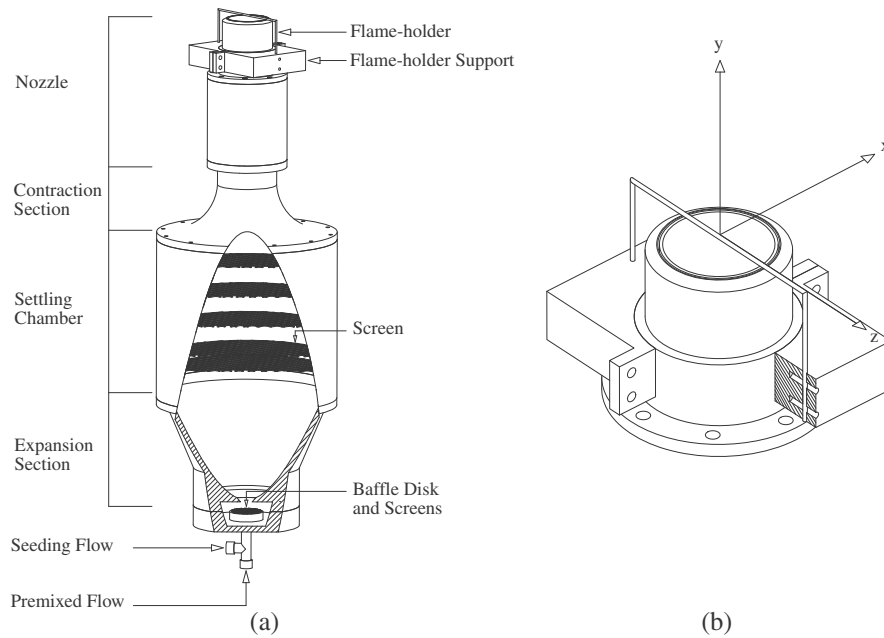 Flame-holder
Flame-holder Support
Nozzle
Contraction
Section
Settling
Chamber
Screen
Expansion
Section
Baffle Disk
and Screens
Seeding Flow
Premixed Flow
(a)
y
x
z
(b)